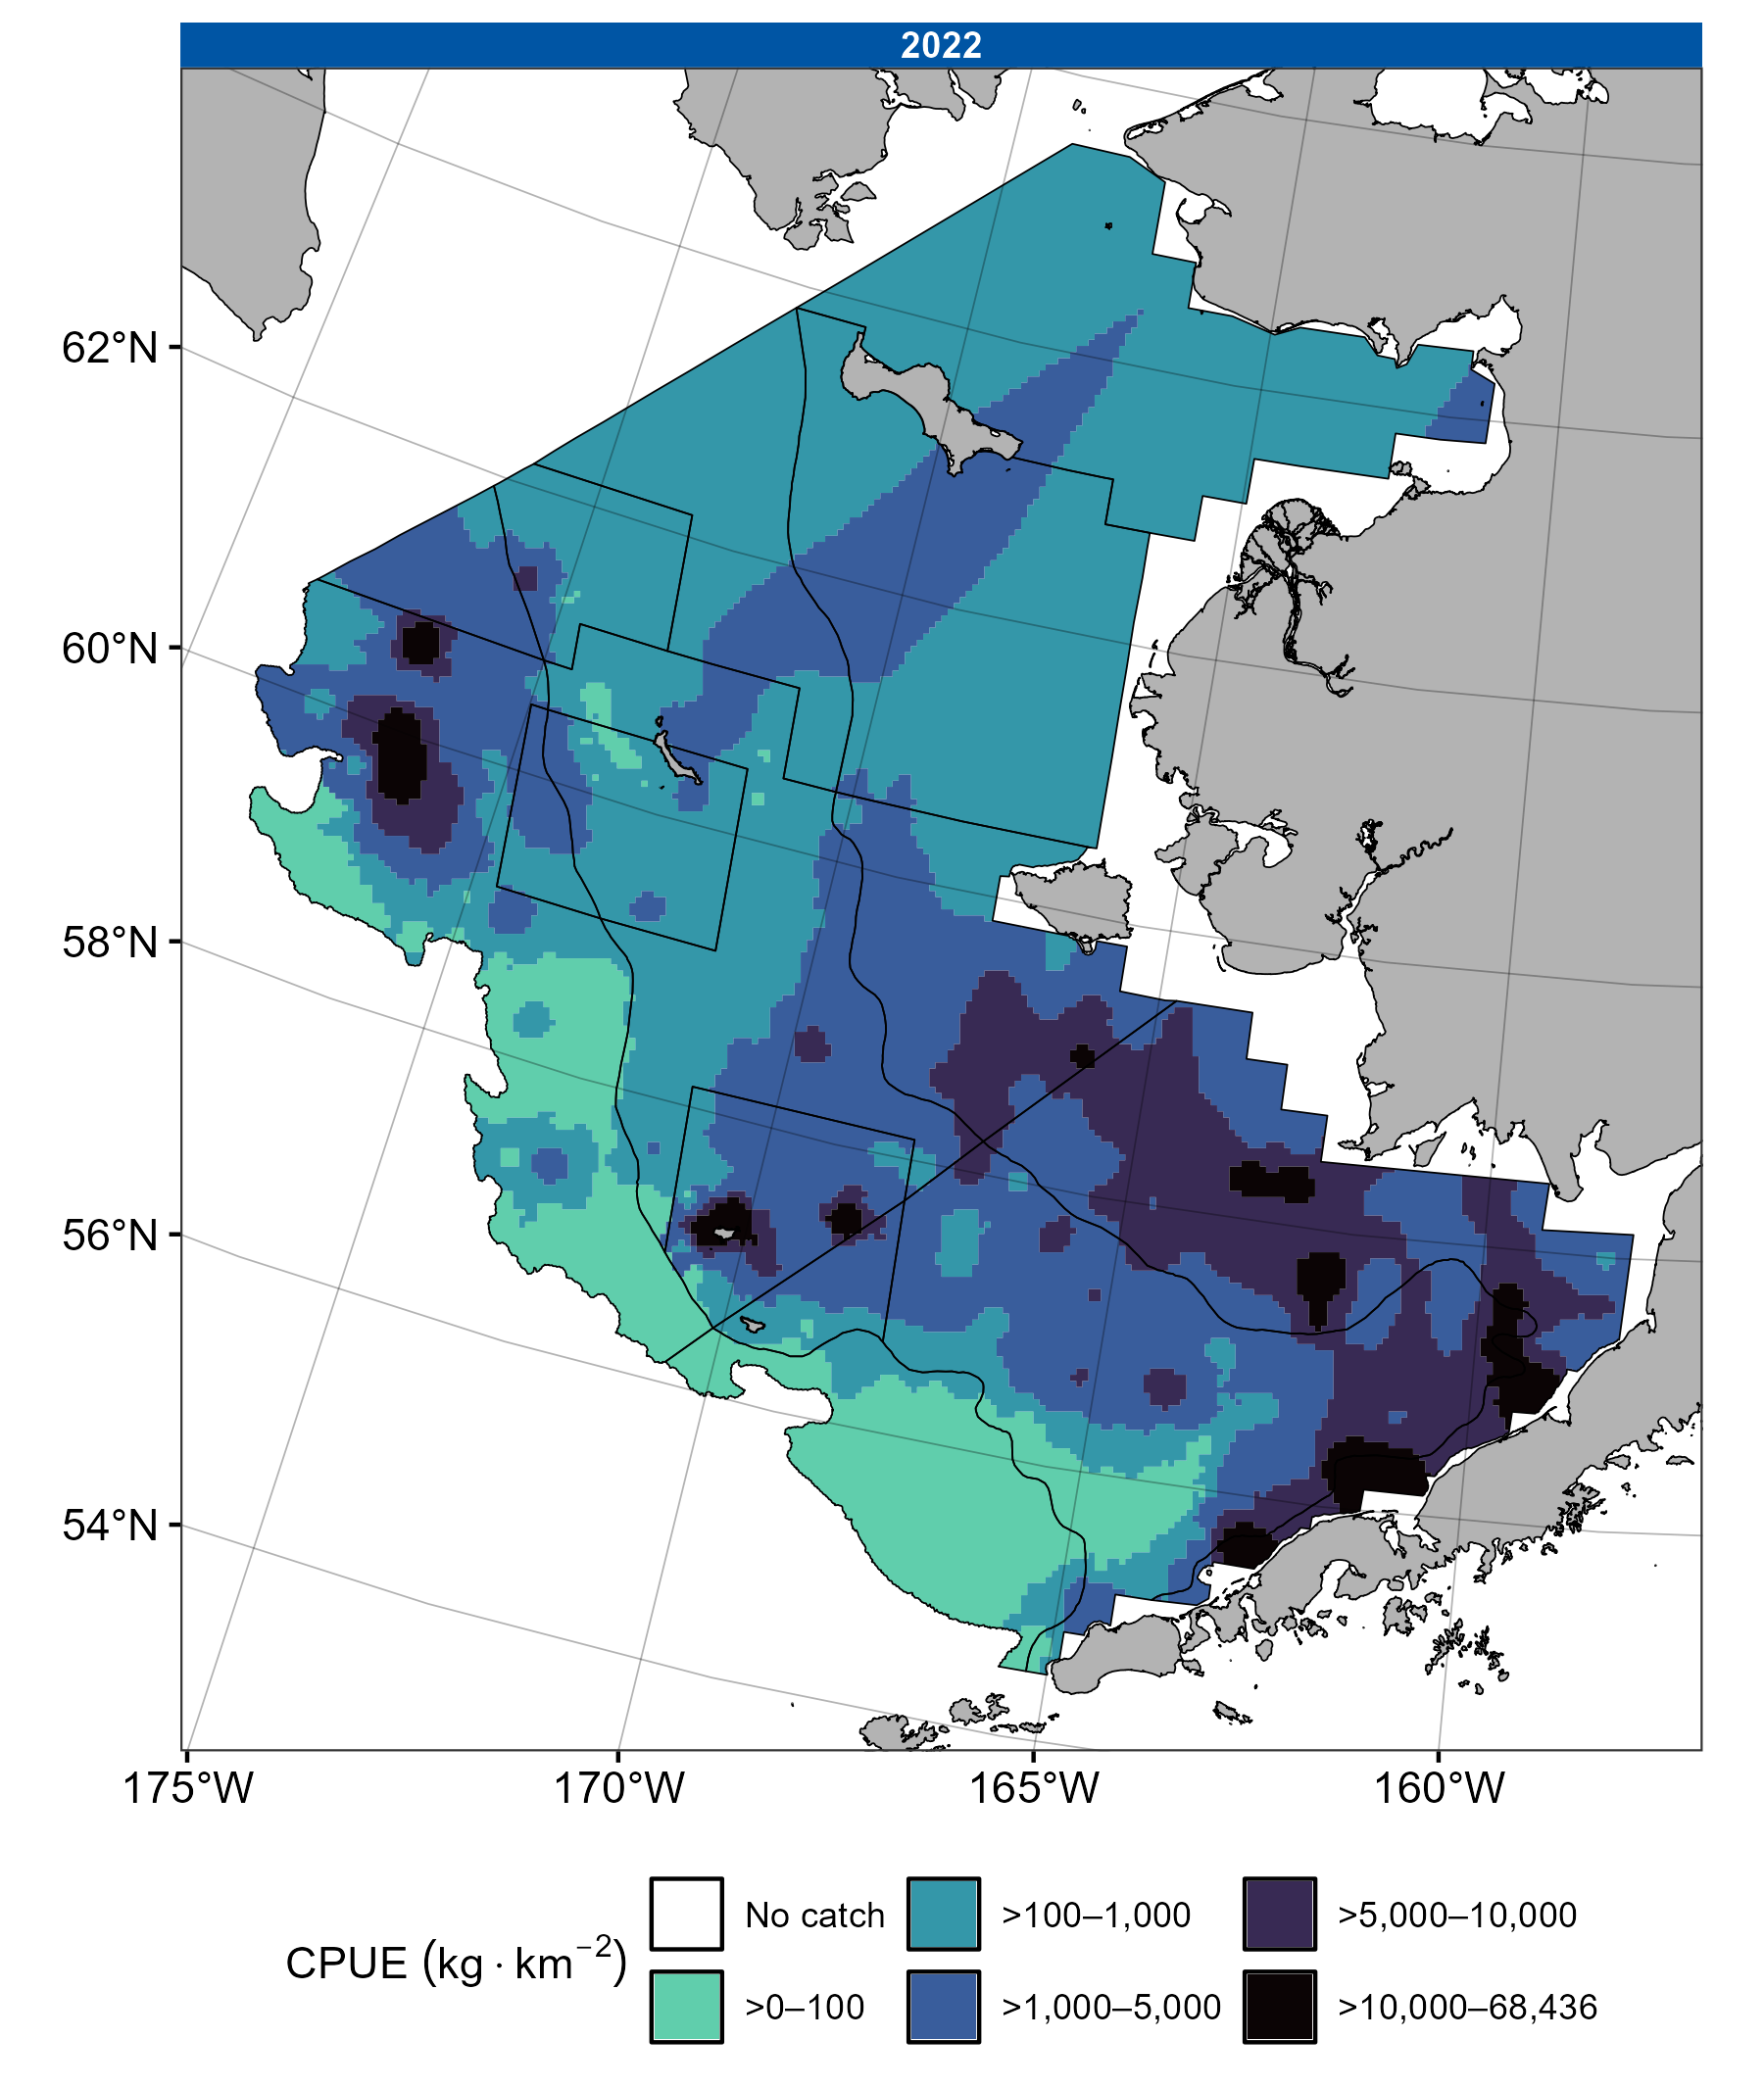 2022
62°N
60°N
58°N
56°N
54°N
175°W 170°W 165°W 160°W
No catch >100–1,000 >5,000–10,000
CPUE (kg · km⁻²)
>0–100 >1,000–5,000 >10,000–68,436